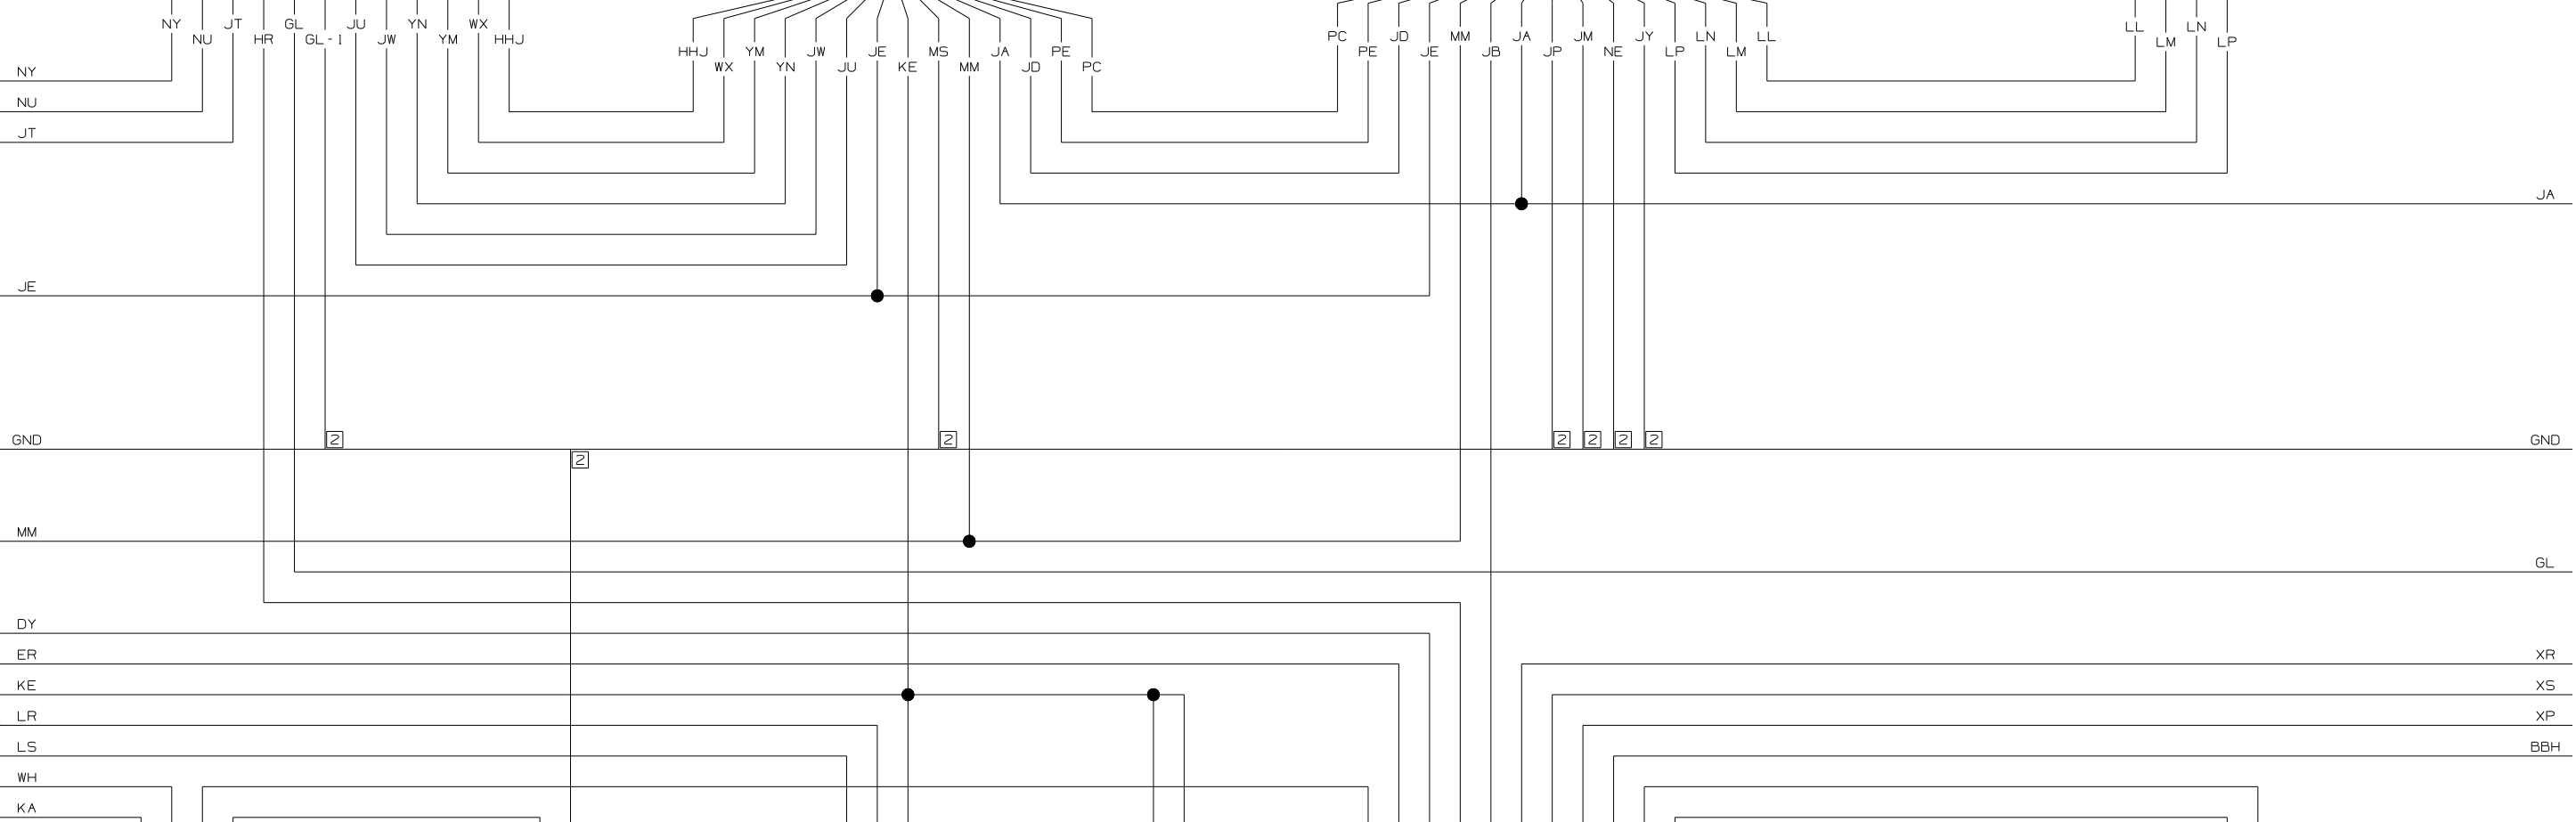 NY NU JT HR GL GL-1 JU JW YN YM WX HHJ
HHJ WX YM YN JW JU JE KE MS MM JA JD PE PC
PC PE JD JE MM JB JA JP JM NE JY LP LN LM LL
LL LM LN LP
NY
NU
JT
JA
JE
GND 2 2 2 2 2 2 GND
2
MM
GL
DY
ER XR
KE XS
LR XP
LS BBH
WH
KA